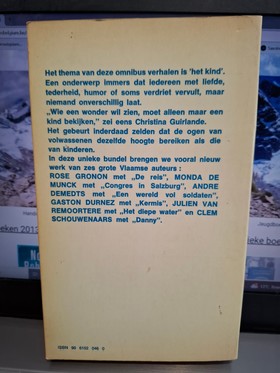 Het thema van deze omnibus verhalen is 'het kind'.
Een onderwerp immers dat iedereen met liefde,
tederheid, humor of soms verdriet vervult, maar
niemand onverschillig laat.
„Wie een wonder wil zien, moet alleen maar een
kind bekijken,” zei eens Christina Guirlande.
Het gebeurt inderdaad zelden dat de ogen van
volwassenen dezelfde hoogte bereiken als die
van kinderen.
In deze unieke bundel brengen we vooral nieuw
werk van zes grote Vlaamse auteurs :
ROSE GRONON met „De reis”, MONDA DE
MUNCK met „Congres in Salzburg”, ANDRE
DEMEDTS met „Een wereld vol soldaten”,
GASTON DURNEZ met „Kermis”, JULIEN VAN
REMOORTERE met „Het diepe water” en CLEM
SCHOUWENAARS met „Danny”.
ISBN 90